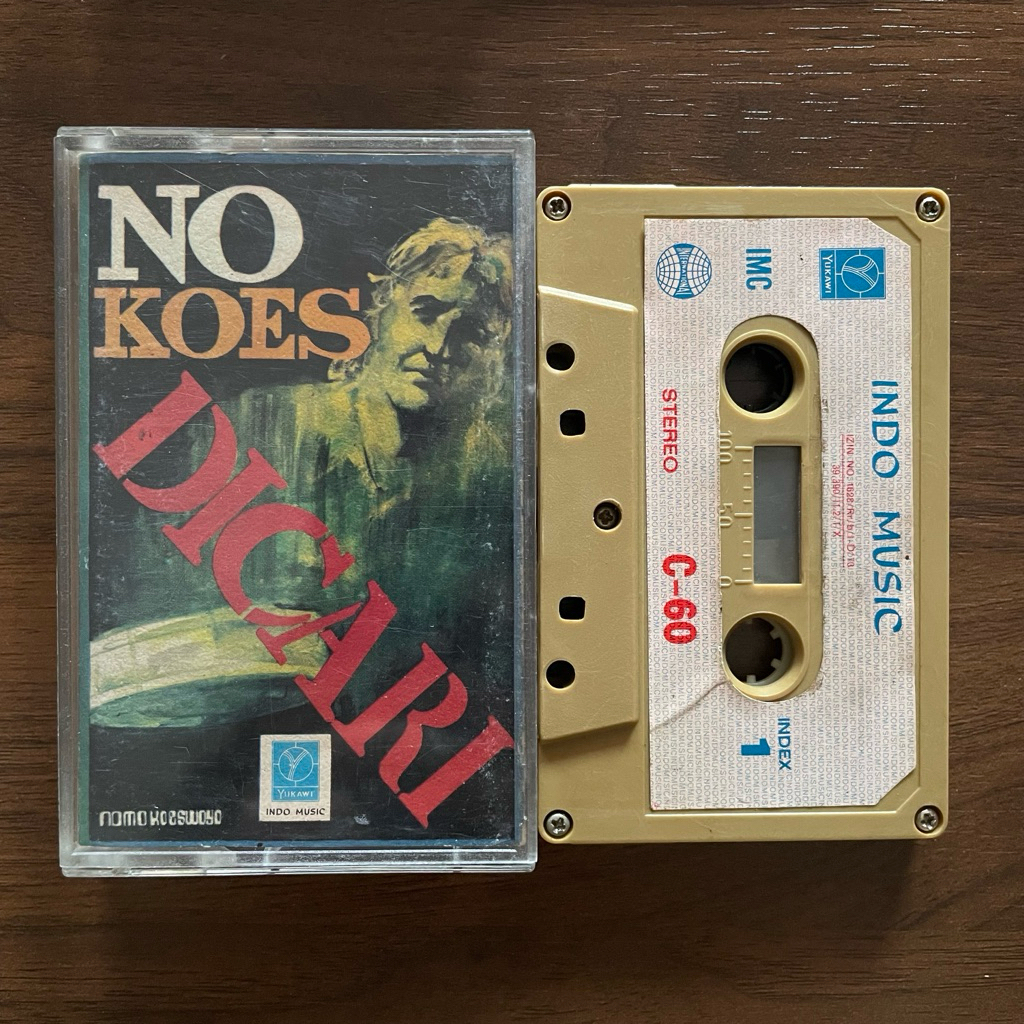 NO
KOES
DICARI
YUKAWI
INDO MUSIC
nomo koeswoyo
YUKAWI
IMC
INTERNATIONAL
INDO MUSIC
STEREO
100 50 0
C-60
INDEX
1